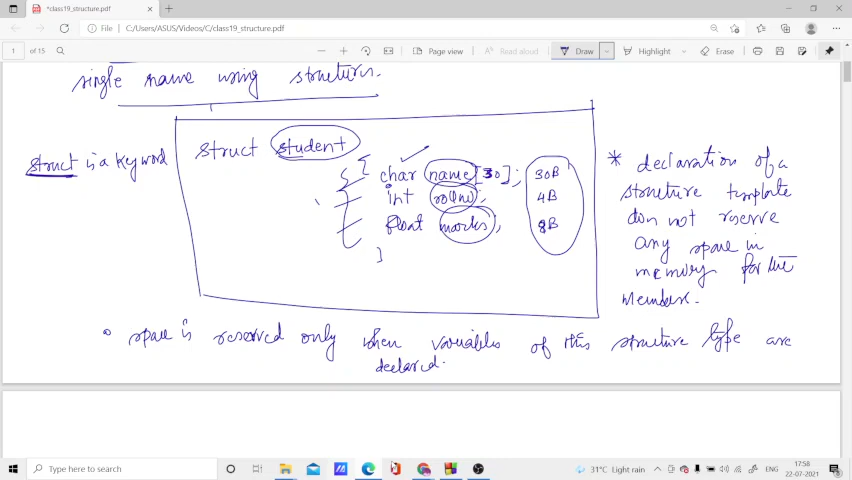 *class19_structure.pdf
File | C:/Users/ASUS/Videos/C/class19_structure.pdf
1 of 15
Page view
Read aloud
Draw
Highlight
Erase
single name using structures.
struct is a keyword
struct student
{ char name[30]; 30B
int rollno; 4B
float marks; 8B
}
* declaration of a
structure template
does not reserve
any space in
memory for the
members.
space is reserved only when variables of this structure type are
declared.
Type here to search
31°C Light rain
ENG
17:58
22-07-2021